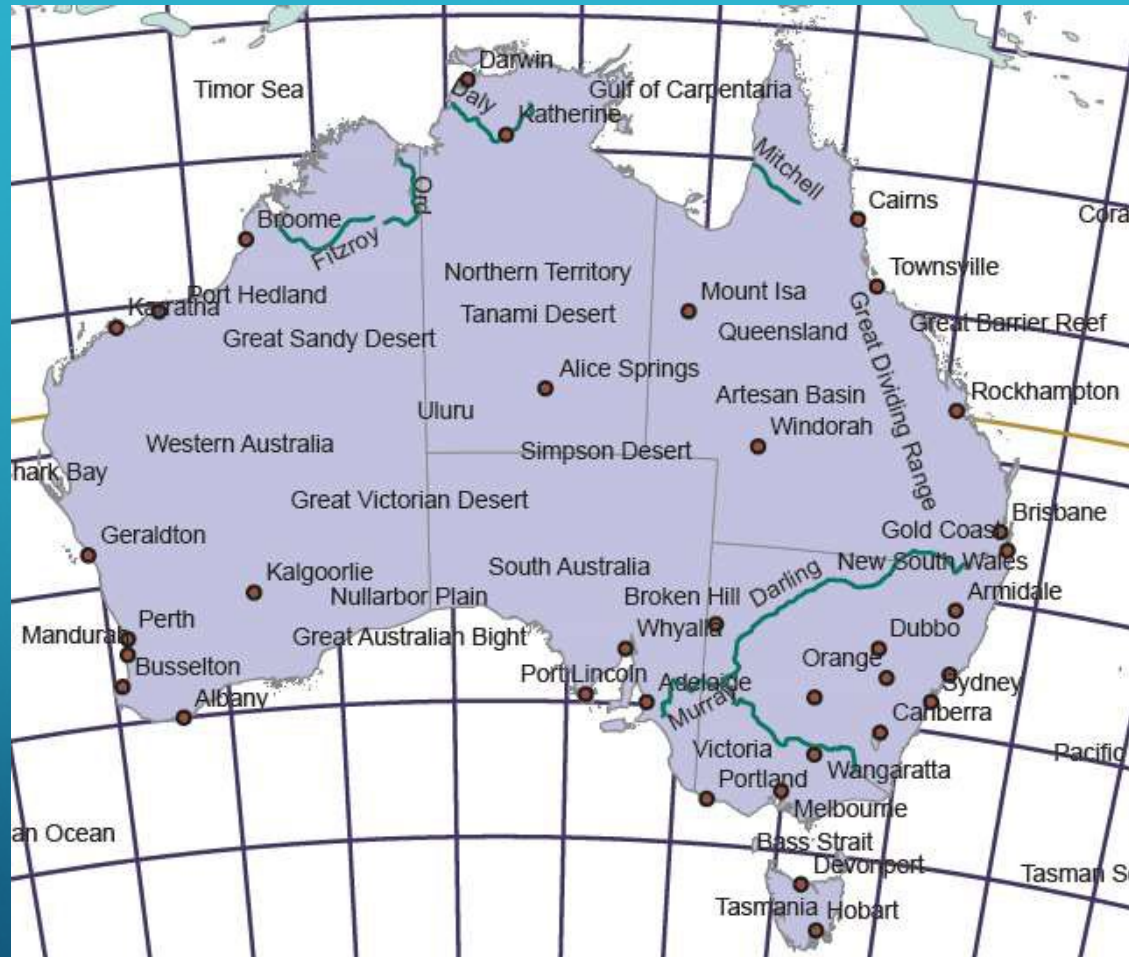 Darwin
Timor Sea
Gulf of Carpentaria
Daly
Katherine
Mitchell
Ord
Cairns
Cora
Broome
Fitzroy
Northern Territory
Townsville
Port Hedland
Karratha
Mount Isa
Tanami Desert
Great Barrier Reef
Queensland
Great Sandy Desert
Great Dividing Range
Alice Springs
Rockhampton
Artesan Basin
Uluru
Windorah
Western Australia
Simpson Desert
hark Bay
Great Victorian Desert
Brisbane
Gold Coast
Geraldton
New South Wales
South Australia
Kalgoorlie
Darling
Nullarbor Plain
Broken Hill
Armidale
Perth
Mandurah
Great Australian Bight
Whyalla
Dubbo
Busselton
Orange
Port Lincoln
Adelaide
Sydney
Albany
Murray
Canberra
Victoria
Pacific
Wangaratta
Portland
Melbourne
an Ocean
Bass Strait
Devonport
Tasman S
Tasmania
Hobart